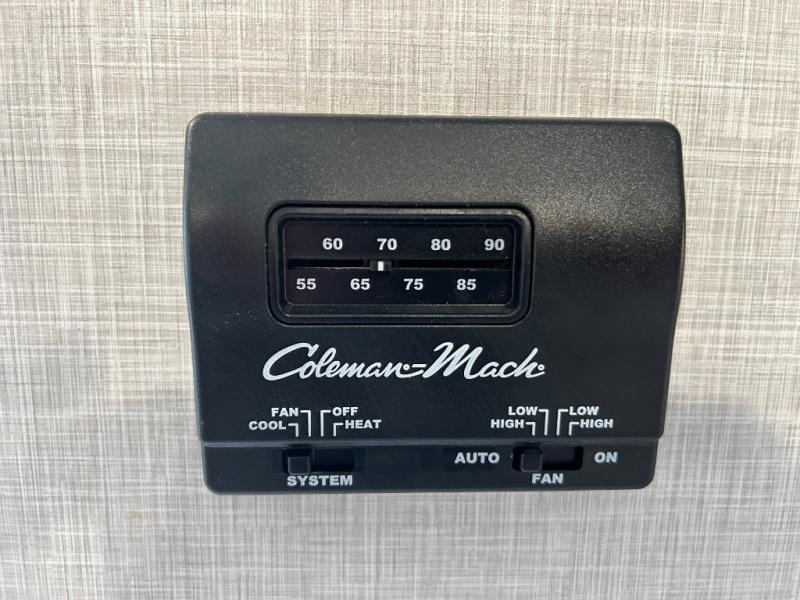 60 70 80 90
55 65 75 85
Coleman-Mach
FAN OFF LOW LOW
COOL HEAT HIGH HIGH
AUTO ON
SYSTEM FAN